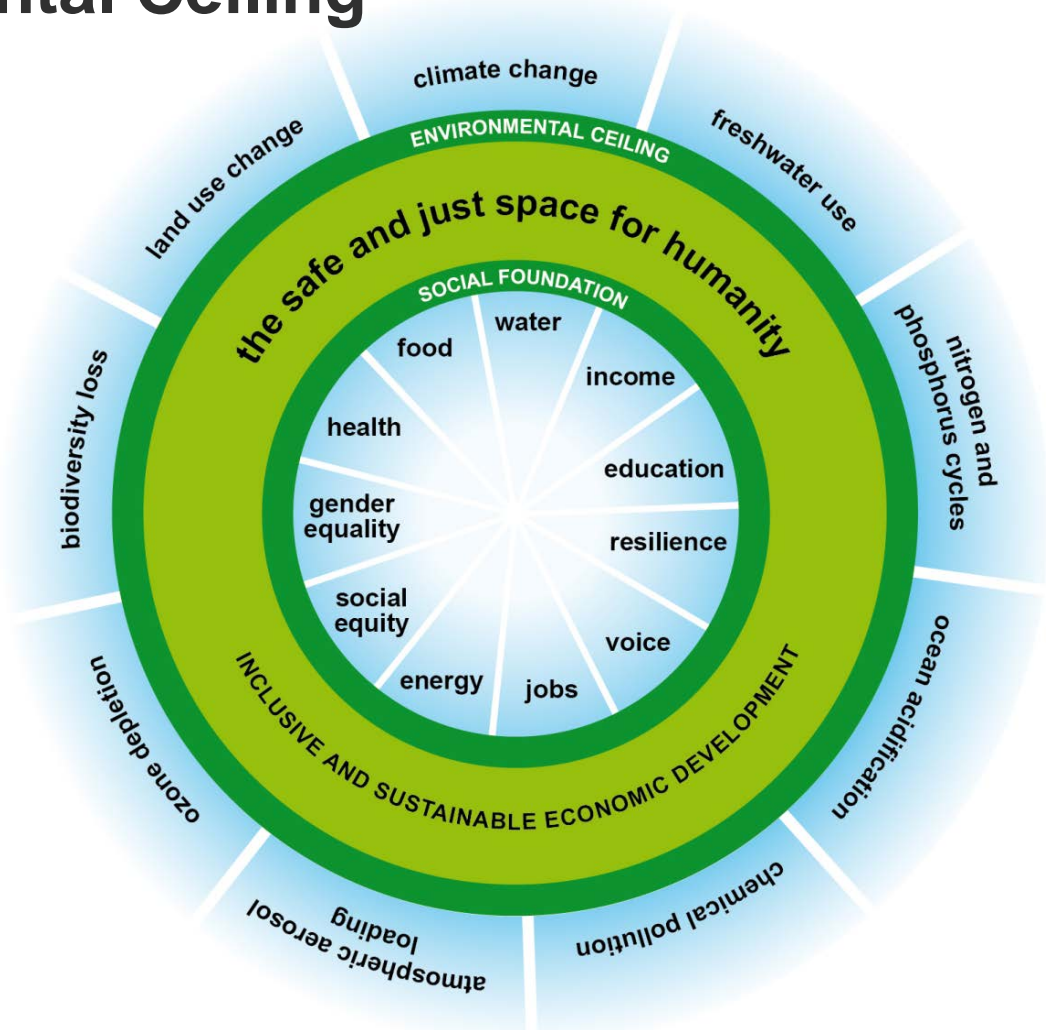 ntal Ceiling
climate change
freshwater use
nitrogen and
phosphorus cycles
ocean acidification
chemical pollution
atmospheric aerosol
loading
ozone depletion
biodiversity loss
land use change
ENVIRONMENTAL CEILING
the safe and just space for humanity
SOCIAL FOUNDATION
water
income
education
resilience
voice
jobs
energy
social
equity
gender
equality
health
food
INCLUSIVE AND SUSTAINABLE ECONOMIC DEVELOPMENT